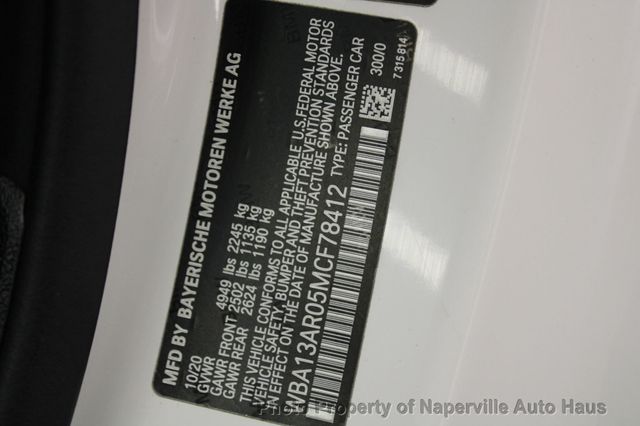 MFD BY BAYERISCHE MOTOREN WERKE AG
10/20
GVWR 4949 lbs 2245 kg
GAWR FRONT 2502 lbs 1135 kg
GAWR REAR 2624 lbs 1190 kg
THIS VEHICLE CONFORMS TO ALL APPLICABLE U.S. FEDERAL MOTOR
VEHICLE SAFETY, BUMPER AND THEFT PREVENTION STANDARDS
IN EFFECT ON THE DATE OF MANUFACTURE SHOWN ABOVE.
WBA13AR05MCF78412 TYPE: PASSENGER CAR
300/0
7315814
Photo Property of Naperville Auto Haus